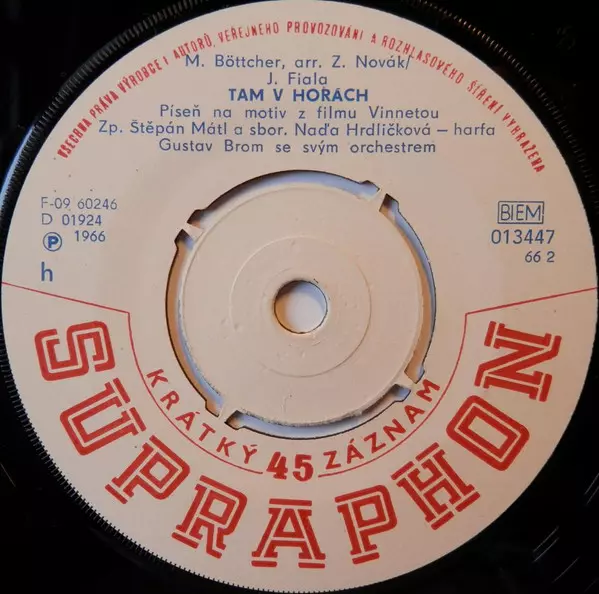 VŠECHNA PRÁVA VÝROBCE I AUTORŮ, VEŘEJNÉHO PROVOZOVÁNÍ A ROZHLASOVÉHO ŠÍŘENÍ VYHRAZENA
M. Böttcher, arr. Z. Novák/
J. Fiala
TAM V HORÁCH
Píseň na motiv z filmu Vinnetou
Zp. Štěpán Mátl a sbor. Naďa Hrdličková – harfa
Gustav Brom se svým orchestrem
F-09 60246
D 01924
Ⓟ 1966
h
BIEM
013447
66 2
KRÁTKÝ 45 ZÁZNAM
SUPRAPHON